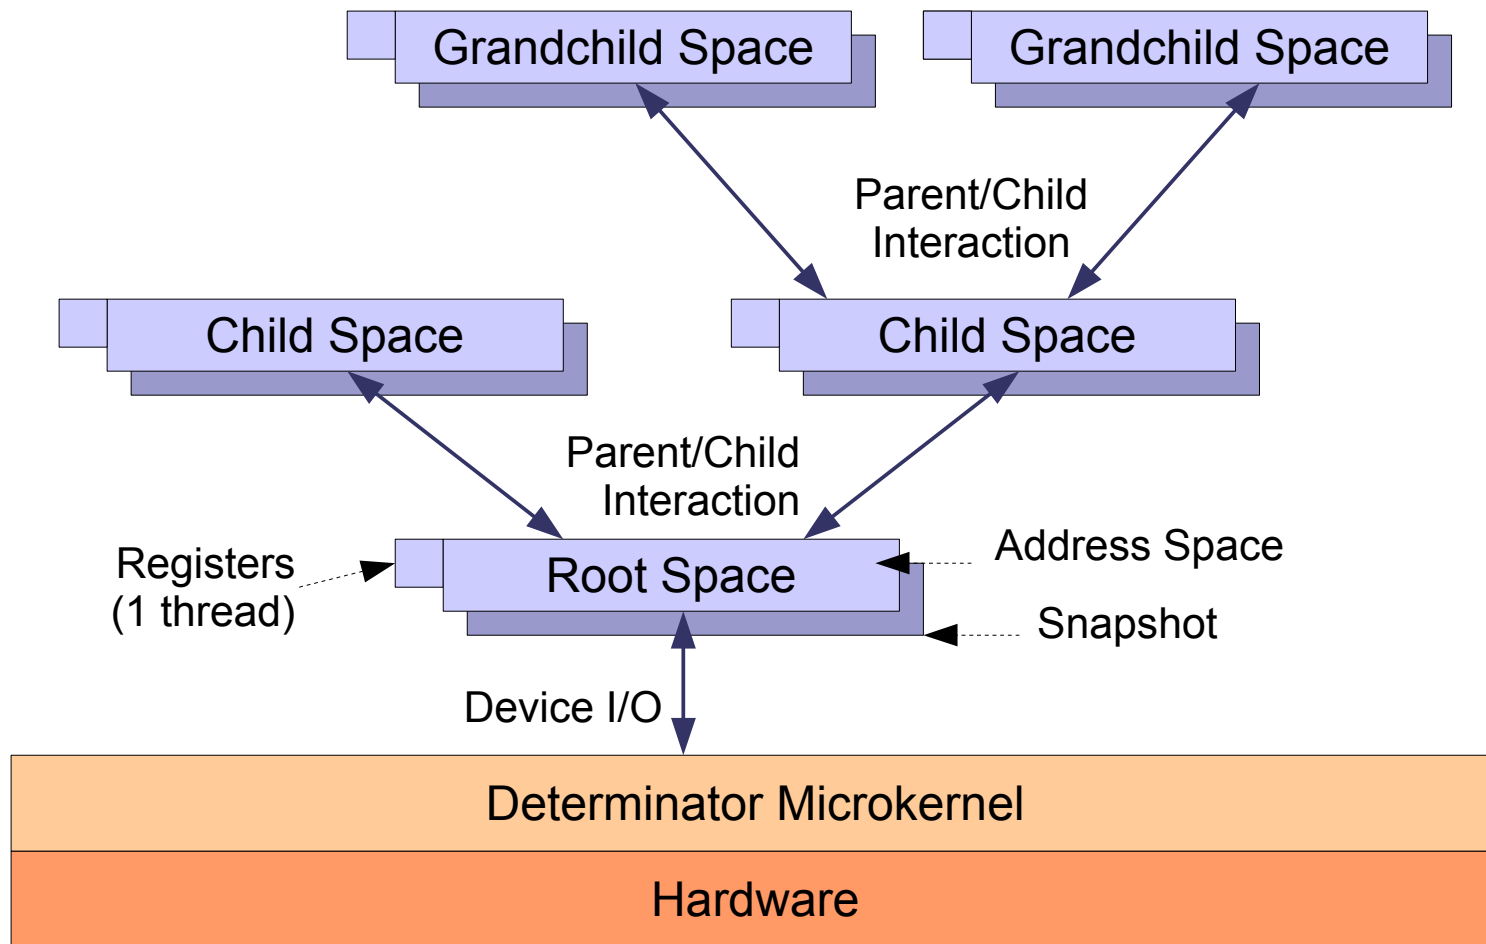 Grandchild Space
Grandchild Space
Parent/Child
Interaction
Child Space
Child Space
Parent/Child
Interaction
Registers
(1 thread)
Root Space
Address Space
Snapshot
Device I/O
Determinator Microkernel
Hardware